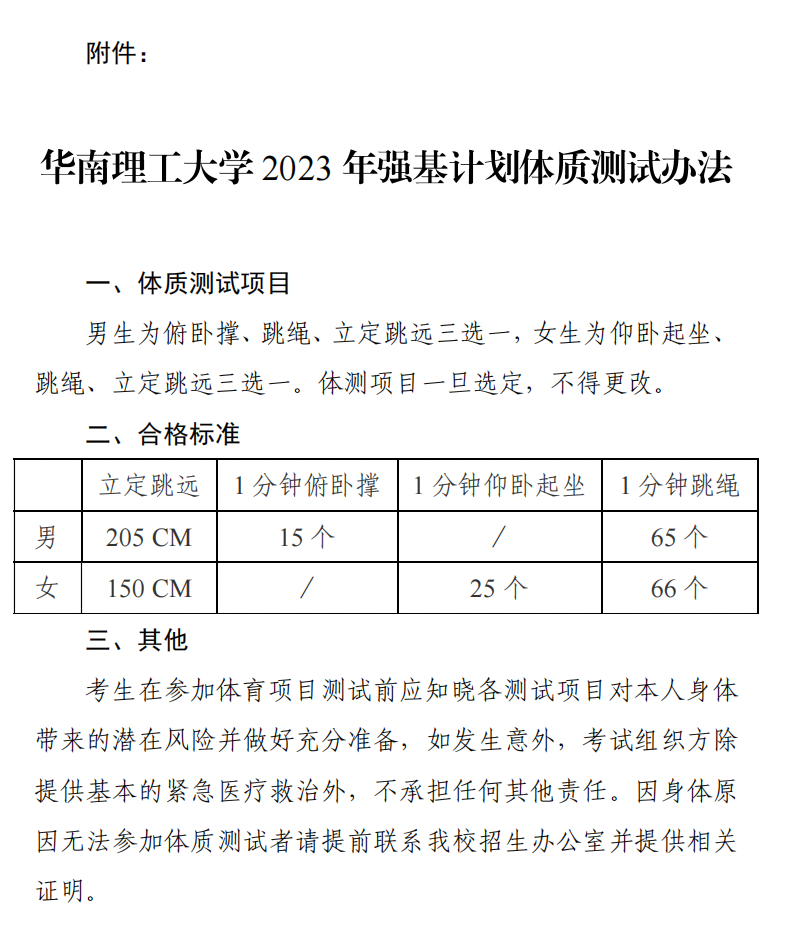 附件：
华南理工大学 2023 年强基计划体质测试办法
一、体质测试项目
男生为俯卧撑、跳绳、立定跳远三选一，女生为仰卧起坐、
跳绳、立定跳远三选一。体测项目一旦选定，不得更改。
二、合格标准
立定跳远 1 分钟俯卧撑 1 分钟仰卧起坐 1 分钟跳绳
男 205 CM 15 个 / 65 个
女 150 CM / 25 个 66 个
三、其他
考生在参加体育项目测试前应知晓各测试项目对本人身体
带来的潜在风险并做好充分准备，如发生意外，考试组织方除
提供基本的紧急医疗救治外，不承担任何其他责任。因身体原
因无法参加体质测试者请提前联系我校招生办公室并提供相关
证明。